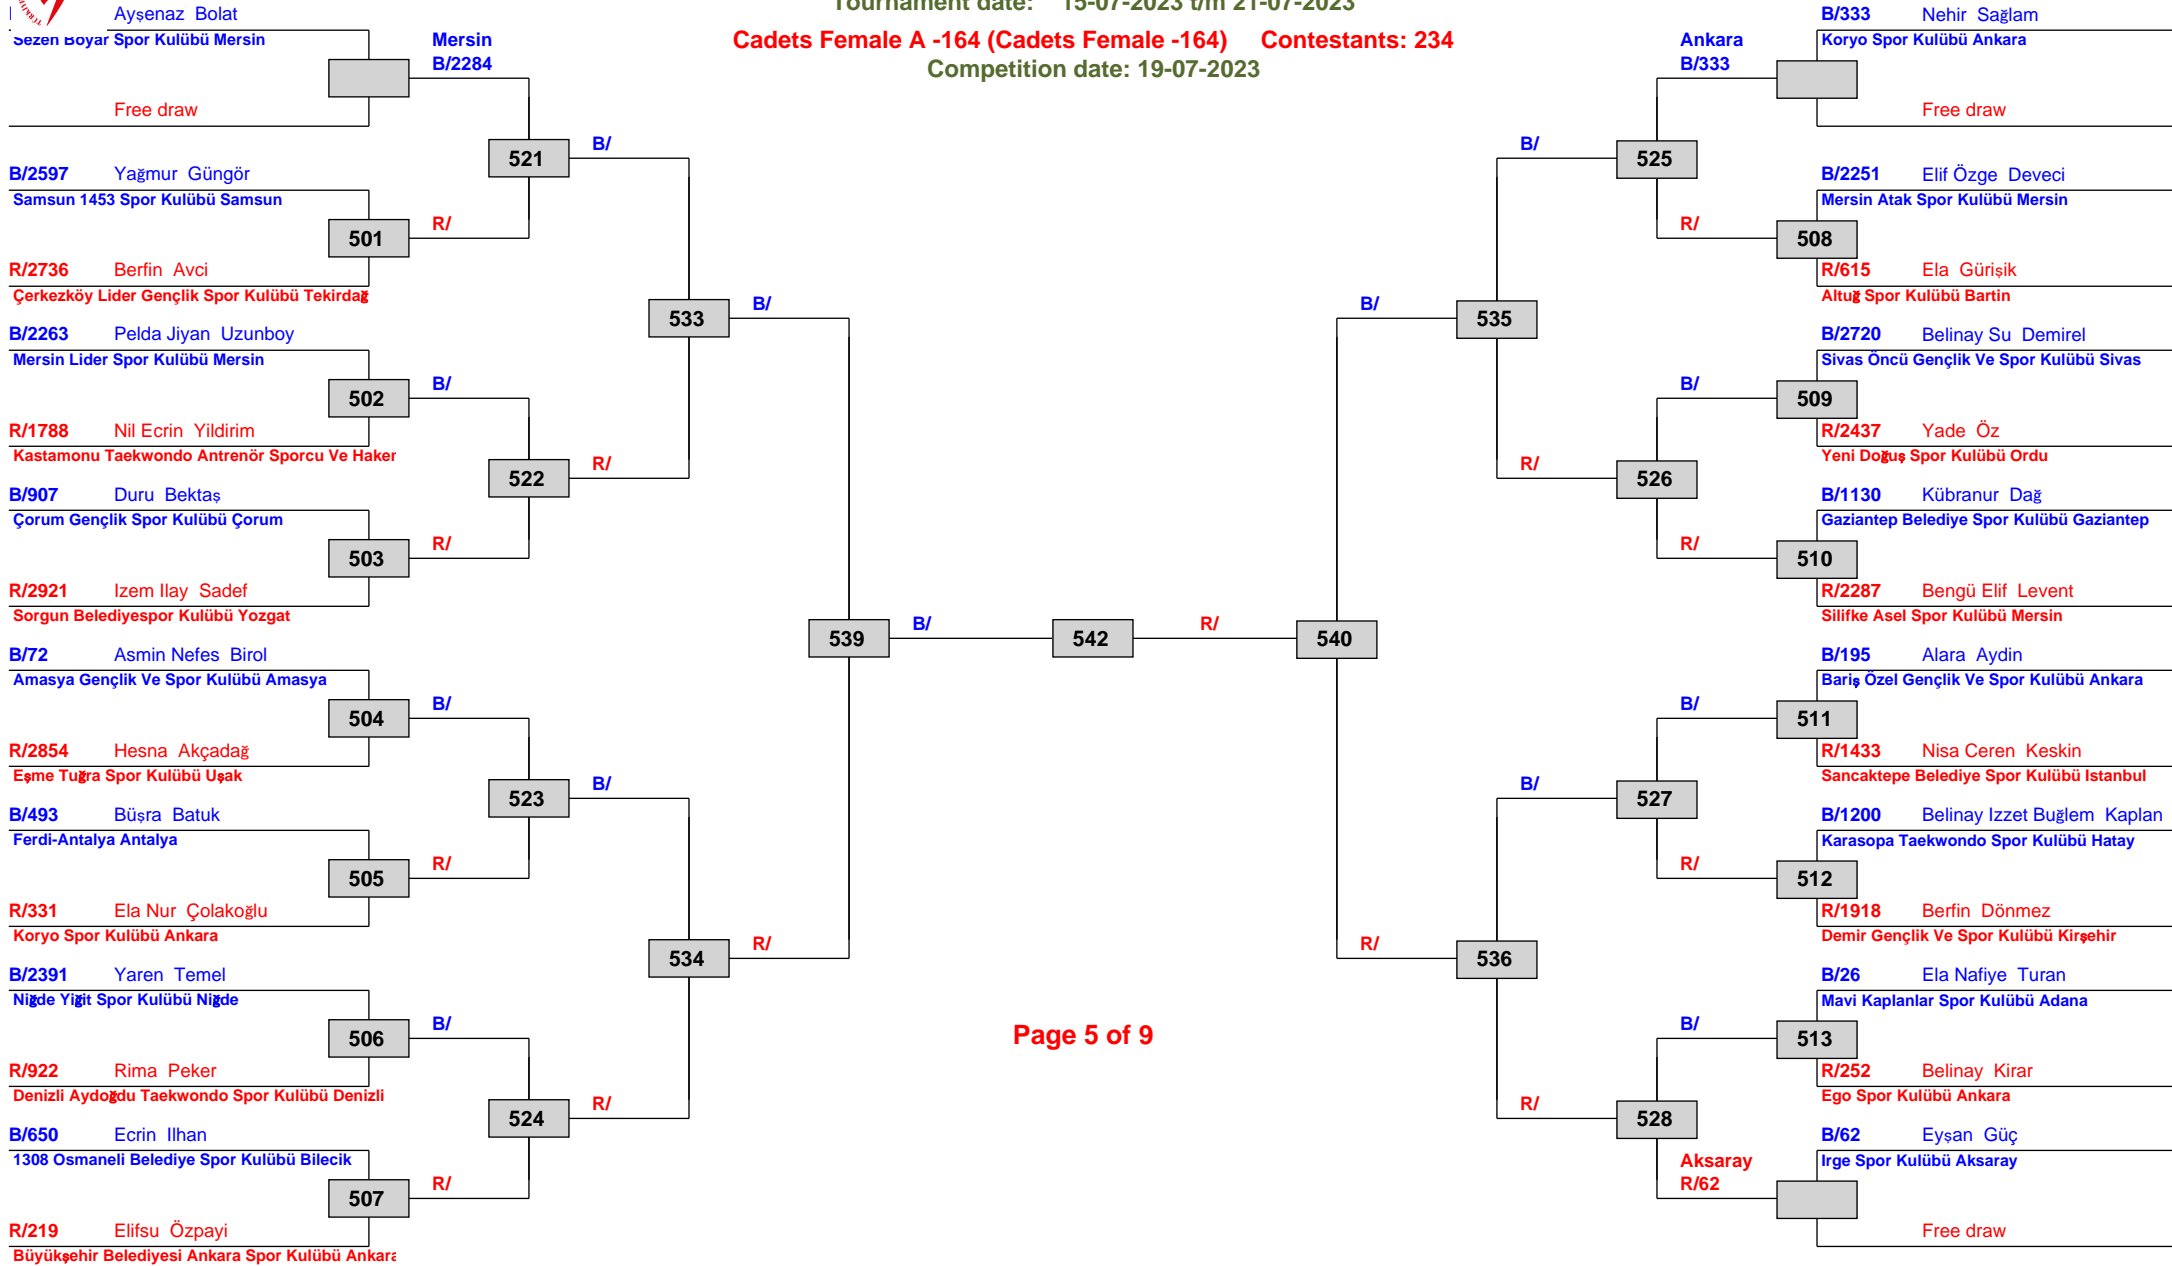 Tournament date: 15-07-2023 t/m 21-07-2023
Cadets Female A -164 (Cadets Female -164) Contestants: 234
Competition date: 19-07-2023
Ayşenaz Bolat
Sezen Boyar Spor Kulübü Mersin
Free draw
Mersin
B/2284
B/2597 Yağmur Güngör
Samsun 1453 Spor Kulübü Samsun
501
R/
R/2736 Berfin Avci
Çerkezköy Lider Gençlik Spor Kulübü Tekirdağ
521
B/
B/2263 Pelda Jiyan Uzunboy
Mersin Lider Spor Kulübü Mersin
502
B/
R/1788 Nil Ecrin Yildirim
Kastamonu Taekwondo Antrenör Sporcu Ve Haker
B/907 Duru Bektaş
Çorum Gençlik Spor Kulübü Çorum
503
R/
R/2921 Izem Ilay Sadef
Sorgun Belediyespor Kulübü Yozgat
522
R/
533
B/
B/72 Asmin Nefes Birol
Amasya Gençlik Ve Spor Kulübü Amasya
504
B/
R/2854 Hesna Akçadağ
Eşme Tuğra Spor Kulübü Uşak
B/493 Büşra Batuk
Ferdi-Antalya Antalya
505
R/
R/331 Ela Nur Çolakoğlu
Koryo Spor Kulübü Ankara
523
B/
B/2391 Yaren Temel
Niğde Yiğit Spor Kulübü Niğde
506
B/
R/922 Rima Peker
Denizli Aydoğdu Taekwondo Spor Kulübü Denizli
B/650 Ecrin Ilhan
1308 Osmaneli Belediye Spor Kulübü Bilecik
507
R/
R/219 Elifsu Özpayi
Büyükşehir Belediyesi Ankara Spor Kulübü Ankara
524
R/
534
R/
539
B/
542
R/
540
B/
R/
Page 5 of 9
535
B/
R/
536
B/
R/
Ankara
B/333
525
R/
B/333 Nehir Sağlam
Koryo Spor Kulübü Ankara
Free draw
B/2251 Elif Özge Deveci
Mersin Atak Spor Kulübü Mersin
508
R/615 Ela Gürişik
Altuğ Spor Kulübü Bartin
B/
526
R/
B/2720 Belinay Su Demirel
Sivas Öncü Gençlik Ve Spor Kulübü Sivas
509
R/2437 Yade Öz
Yeni Doğuş Spor Kulübü Ordu
B/1130 Kübranur Dağ
Gaziantep Belediye Spor Kulübü Gaziantep
510
R/2287 Bengü Elif Levent
Silifke Asel Spor Kulübü Mersin
B/
527
R/
B/195 Alara Aydin
Bariş Özel Gençlik Ve Spor Kulübü Ankara
511
R/1433 Nisa Ceren Keskin
Sancaktepe Belediye Spor Kulübü Istanbul
B/1200 Belinay Izzet Buğlem Kaplan
Karasopa Taekwondo Spor Kulübü Hatay
512
R/1918 Berfin Dönmez
Demir Gençlik Ve Spor Kulübü Kirşehir
B/
528
Aksaray
R/62
B/26 Ela Nafiye Turan
Mavi Kaplanlar Spor Kulübü Adana
513
R/252 Belinay Kirar
Ego Spor Kulübü Ankara
B/62 Eyşan Güç
Irge Spor Kulübü Aksaray
Free draw